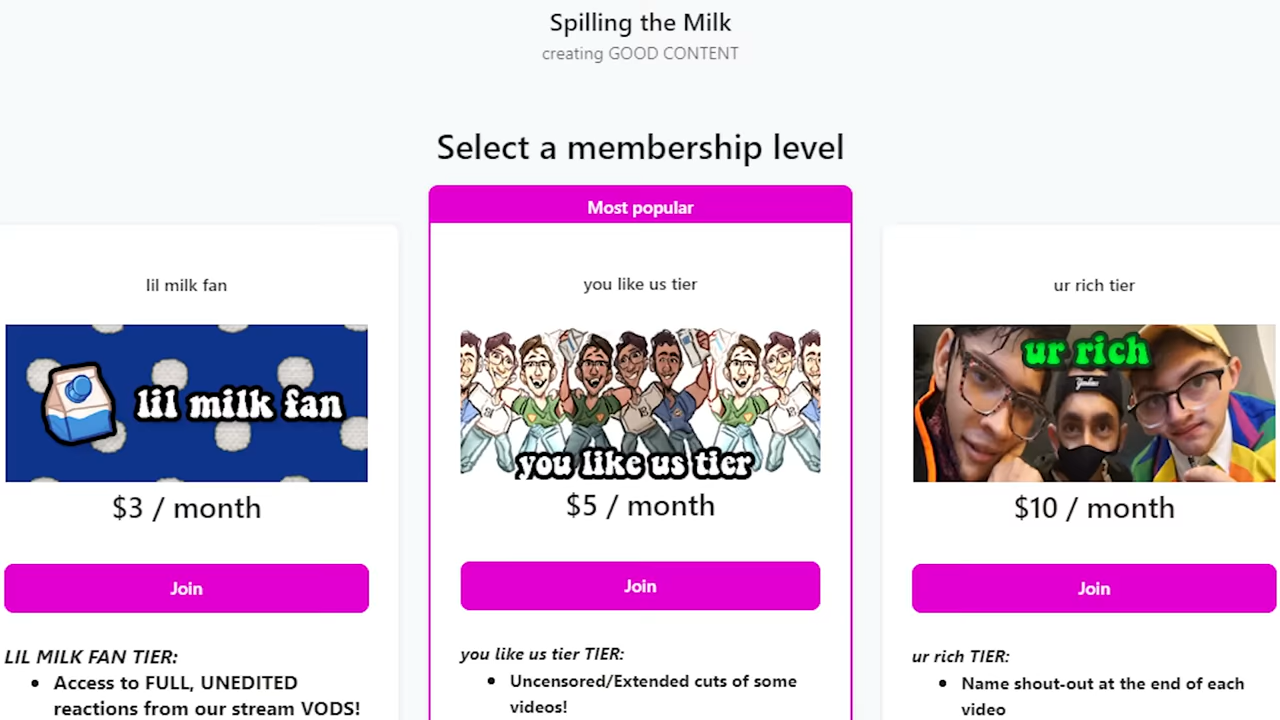 Spilling the Milk
creating GOOD CONTENT
Select a membership level
Most popular
lil milk fan
lil milk fan
$3 / month
Join
LIL MILK FAN TIER:
• Access to FULL, UNEDITED
reactions from our stream VODS!
you like us tier
you like us tier
$5 / month
Join
you like us tier TIER:
• Uncensored/Extended cuts of some
videos!
ur rich tier
ur rich
Yankees
$10 / month
Join
ur rich TIER:
• Name shout-out at the end of each
video